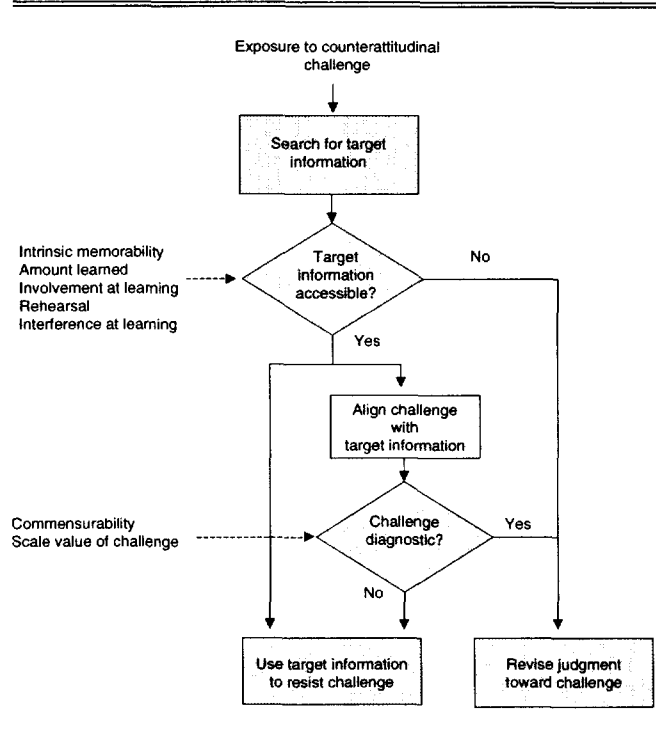 Exposure to counterattitudinal
challenge
Search for target
information
Intrinsic memorability
Amount learned
Involvement at learning
Rehearsal
Interference at learning
Target
information
accessible?
No
Yes
Align challenge
with
target information
Commensurability
Scale value of challenge
Challenge
diagnostic?
Yes
No
Use target information
to resist challenge
Revise judgment
toward challenge